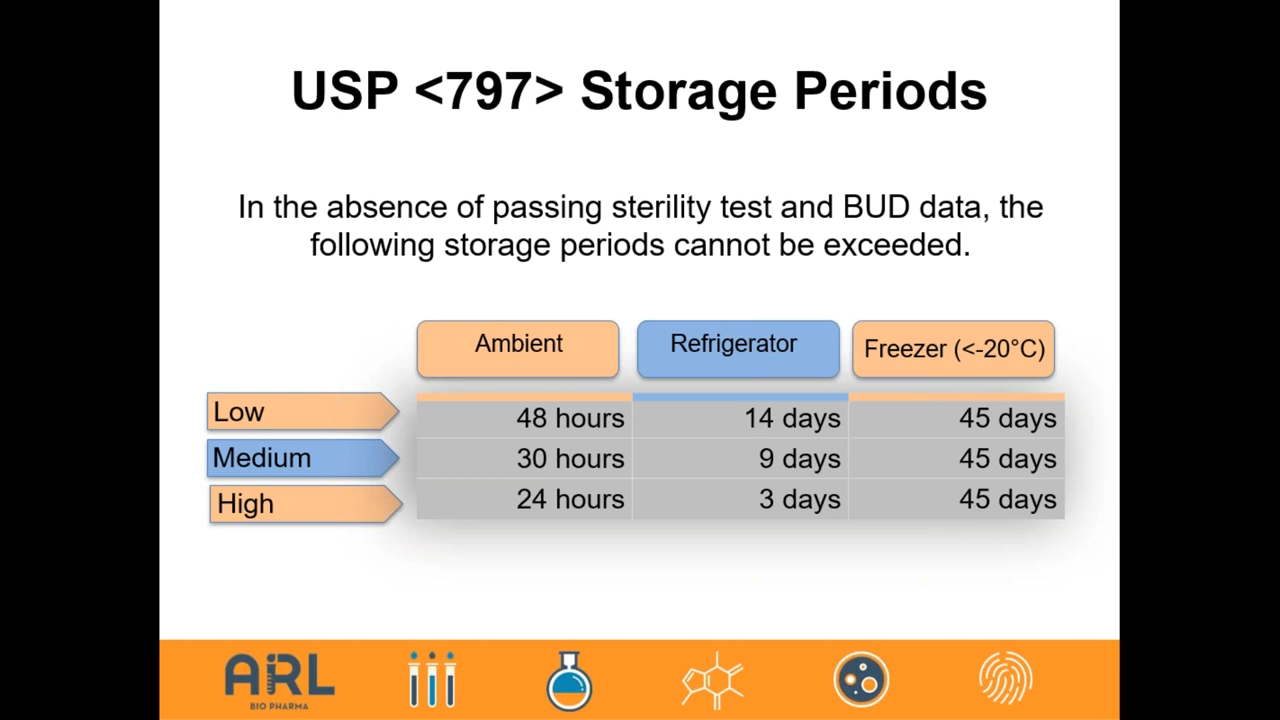 USP <797> Storage Periods
In the absence of passing sterility test and BUD data, the
following storage periods cannot be exceeded.
Ambient Refrigerator Freezer (<-20°C)
Low 48 hours 14 days 45 days
Medium 30 hours 9 days 45 days
High 24 hours 3 days 45 days
ARL
BIO PHARMA